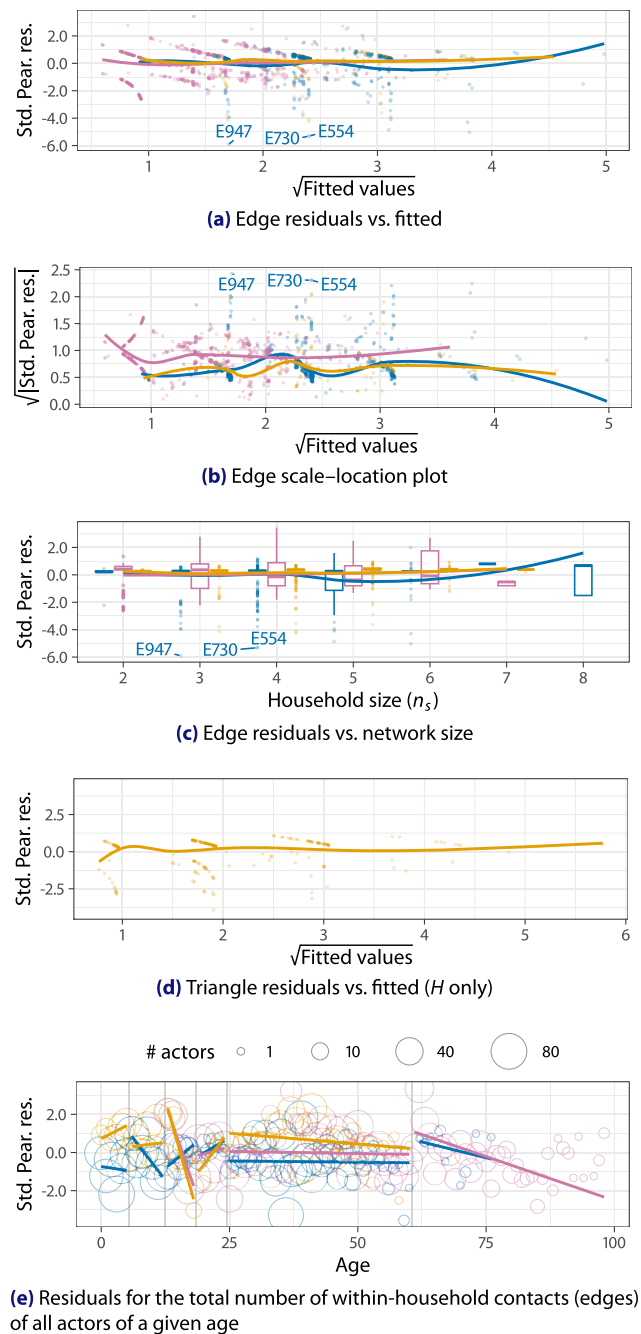 Std. Pear. res.
2.0
0.0
-2.0
-4.0
-6.0
E947
E730
E554
1 2 3 4 5
√Fitted values
(a) Edge residuals vs. fitted
√|Std. Pear. res.|
2.5
2.0
1.5
1.0
0.5
0.0
E947
E730
E554
1 2 3 4 5
√Fitted values
(b) Edge scale–location plot
Std. Pear. res.
2.0
0.0
-2.0
-4.0
-6.0
E947
E730
E554
2 3 4 5 6 7 8
Household size (nₛ)
(c) Edge residuals vs. network size
Std. Pear. res.
2.5
0.0
-2.5
1 2 3 4 5 6
√Fitted values
(d) Triangle residuals vs. fitted (H only)
# actors 1 10 40 80
Std. Pear. res.
2.0
0.0
-2.0
0 25 50 75 100
Age
(e) Residuals for the total number of within-household contacts (edges)
of all actors of a given age